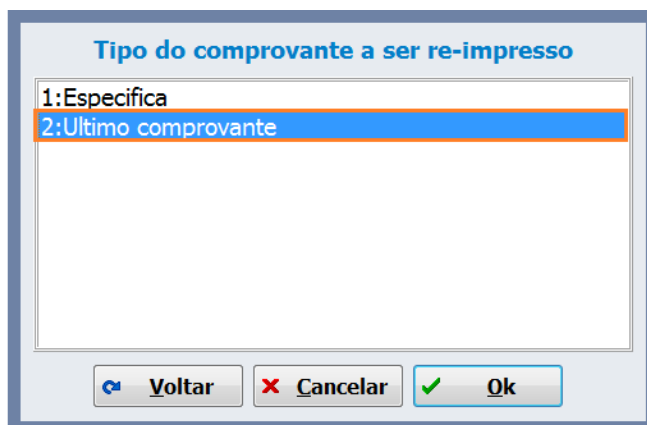 Tipo do comprovante a ser re-impresso
1:Especifica
2:Ultimo comprovante
Voltar Cancelar Ok